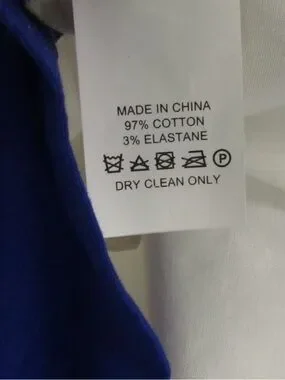 MADE IN CHINA
97% COTTON
3% ELASTANE
P
DRY CLEAN ONLY